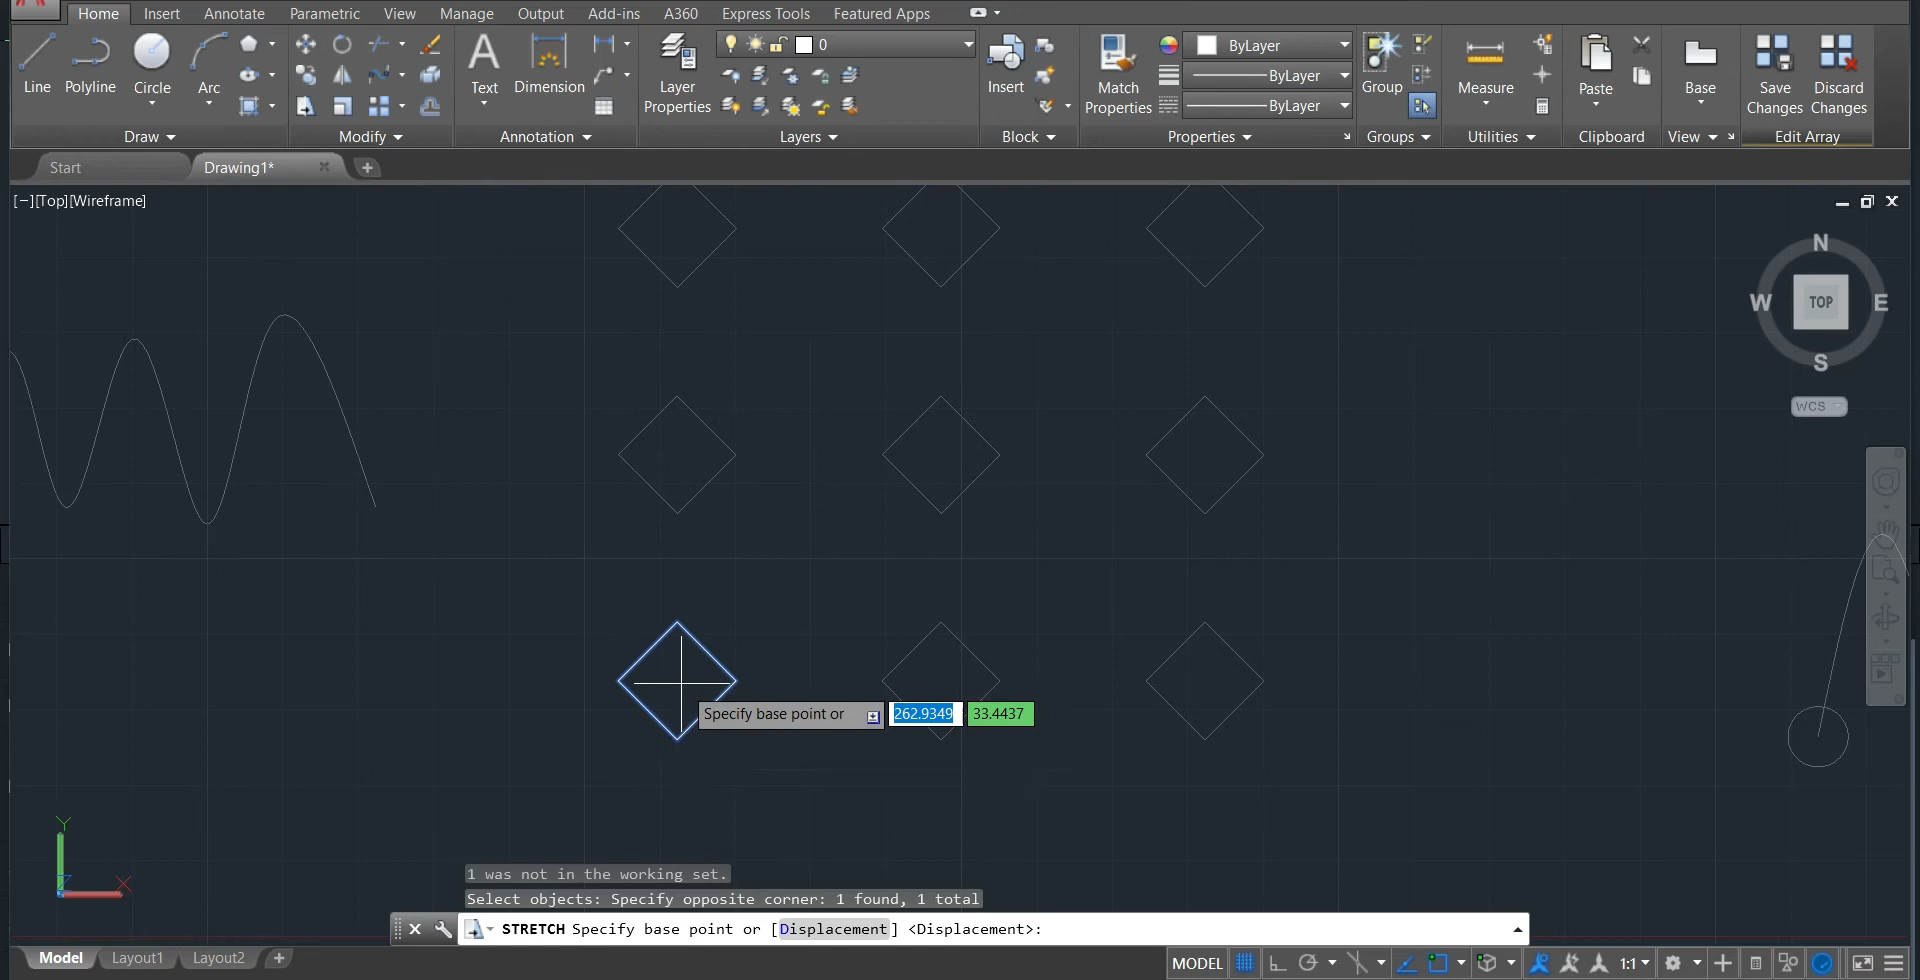 Home Insert Annotate Parametric View Manage Output Add-ins A360 Express Tools Featured Apps
Line Polyline Circle Arc
Draw
Modify
Text Dimension
Annotation
Layer Properties
0
Layers
Insert
Block
Match Properties
ByLayer
ByLayer
ByLayer
Properties
Group
Groups
Measure
Utilities
Paste
Clipboard
Base
View
Save Changes
Discard Changes
Edit Array
Start Drawing1*
[−][Top][Wireframe]
N
W TOP E
S
WCS
Specify base point or 262.9349 33.4437
Y
X
1 was not in the working set.
Select objects: Specify opposite corner: 1 found, 1 total
STRETCH Specify base point or [Displacement] <Displacement>:
Model Layout1 Layout2
MODEL 1:1